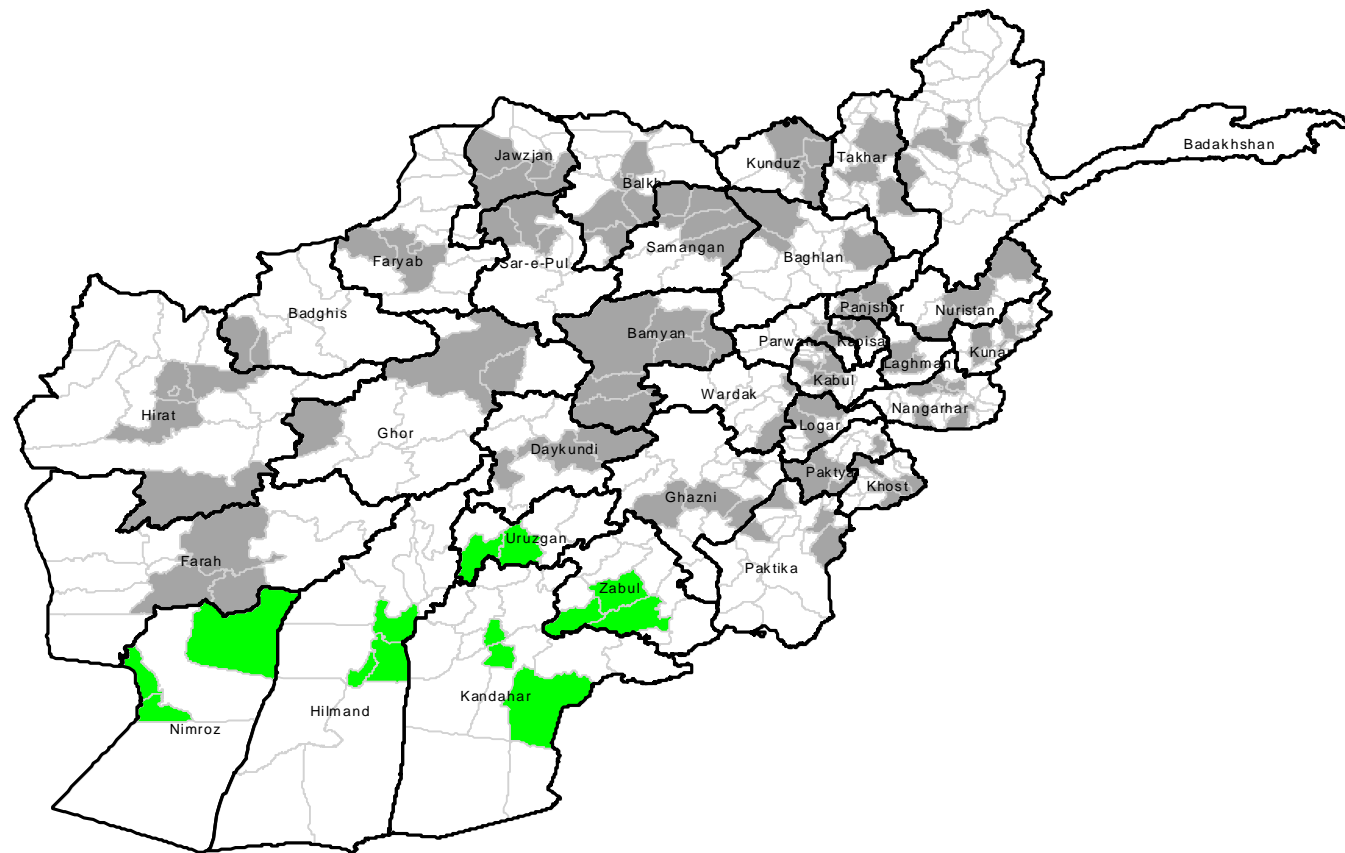 Badakhshan
Jawzjan
Kunduz
Takhar
Balkh
Faryab
Sar-e-Pul
Samangan
Baghlan
Badghis
Panjsher
Nuristan
Bamyan
Parwan
Kapisa
Kunar
Laghman
Kabul
Wardak
Hirat
Nangarhar
Ghor
Logar
Daykundi
Paktya
Khost
Ghazni
Uruzgan
Farah
Paktika
Zabul
Kandahar
Hilmand
Nimroz